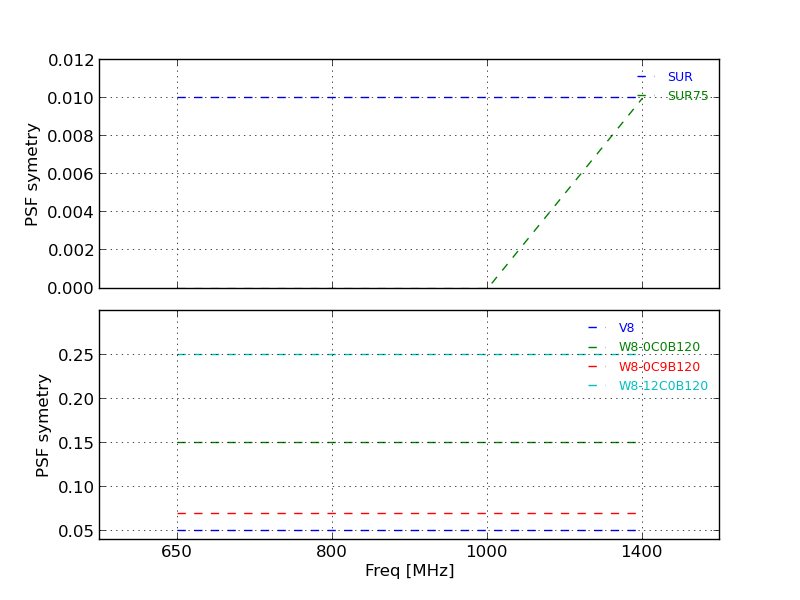 0.012
0.010
0.008
0.006
0.004
0.002
0.000
PSF symetry
SUR
SUR75
0.25
0.20
0.15
0.10
0.05
PSF symetry
V8
W8-0C0B120
W8-0C9B120
W8-12C0B120
650 800 1000 1400
Freq [MHz]